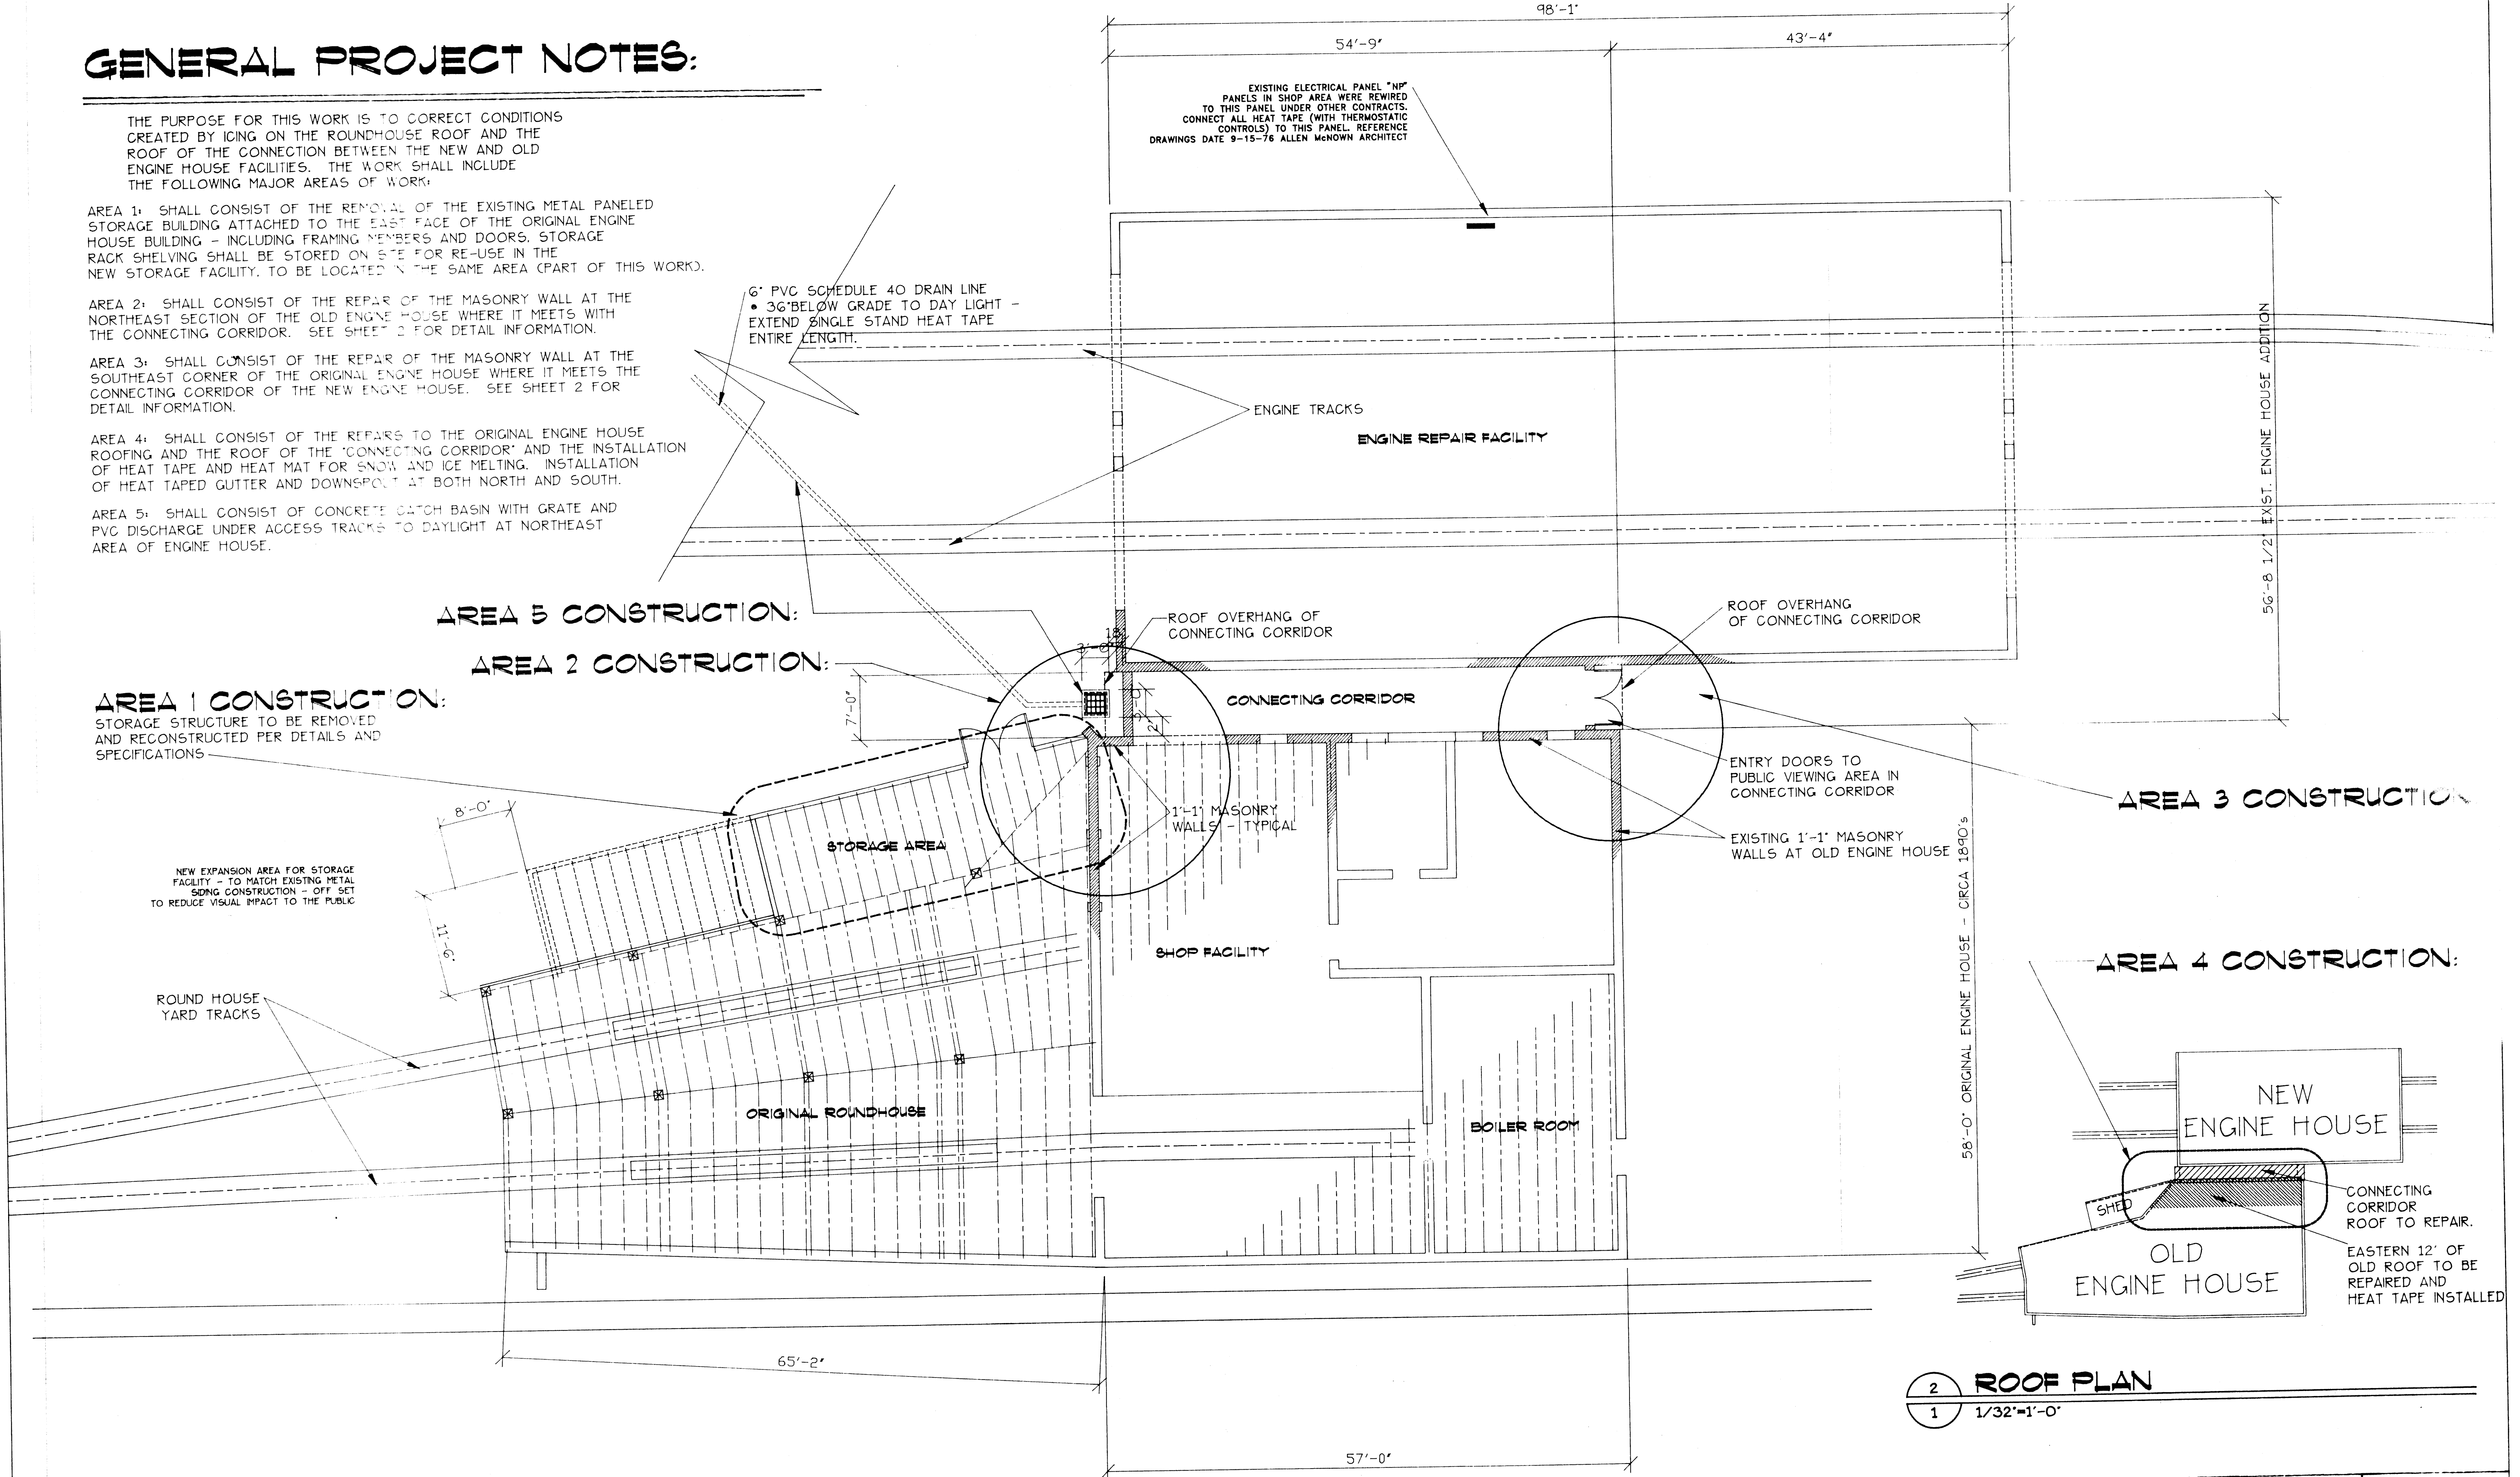 GENERAL PROJECT NOTES:
THE PURPOSE FOR THIS WORK IS TO CORRECT CONDITIONS
CREATED BY ICING ON THE ROUNDHOUSE ROOF AND THE
ROOF OF THE CONNECTION BETWEEN THE NEW AND OLD
ENGINE HOUSE FACILITIES. THE WORK SHALL INCLUDE
THE FOLLOWING MAJOR AREAS OF WORK:
AREA 1: SHALL CONSIST OF THE REMOVAL OF THE EXISTING METAL PANELED
STORAGE BUILDING ATTACHED TO THE EAST FACE OF THE ORIGINAL ENGINE
HOUSE BUILDING - INCLUDING FRAMING MEMBERS AND DOORS. STORAGE
RACK SHELVING SHALL BE STORED ON SITE FOR RE-USE IN THE
NEW STORAGE FACILITY. TO BE LOCATED IN THE SAME AREA (PART OF THIS WORK).
AREA 2: SHALL CONSIST OF THE REPAIR OF THE MASONRY WALL AT THE
NORTHEAST SECTION OF THE OLD ENGINE HOUSE WHERE IT MEETS WITH
THE CONNECTING CORRIDOR. SEE SHEET 2 FOR DETAIL INFORMATION.
AREA 3: SHALL CONSIST OF THE REPAIR OF THE MASONRY WALL AT THE
SOUTHEAST CORNER OF THE ORIGINAL ENGINE HOUSE WHERE IT MEETS THE
CONNECTING CORRIDOR OF THE NEW ENGINE HOUSE. SEE SHEET 2 FOR
DETAIL INFORMATION.
AREA 4: SHALL CONSIST OF THE REPAIRS TO THE ORIGINAL ENGINE HOUSE
ROOFING AND THE ROOF OF THE "CONNECTING CORRIDOR" AND THE INSTALLATION
OF HEAT TAPE AND HEAT MAT FOR SNOW AND ICE MELTING. INSTALLATION
OF HEAT TAPED GUTTER AND DOWNSPOUT AT BOTH NORTH AND SOUTH.
AREA 5: SHALL CONSIST OF CONCRETE CATCH BASIN WITH GRATE AND
PVC DISCHARGE UNDER ACCESS TRACKS TO DAYLIGHT AT NORTHEAST
AREA OF ENGINE HOUSE.
98'-1"
54'-9"
43'-4"
EXISTING ELECTRICAL PANEL "NP"
PANELS IN SHOP AREA WERE REWIRED
TO THIS PANEL UNDER OTHER CONTRACTS.
CONNECT ALL HEAT TAPE (WITH THERMOSTATIC
CONTROLS) TO THIS PANEL. REFERENCE
DRAWINGS DATE 9-15-76 ALLEN McNOWN ARCHITECT
6" PVC SCHEDULE 40 DRAIN LINE
• 36"BELOW GRADE TO DAY LIGHT -
EXTEND SINGLE STAND HEAT TAPE
ENTIRE LENGTH.
ENGINE TRACKS
ENGINE REPAIR FACILITY
56'-8 1/2" EXIST. ENGINE HOUSE ADDITION
AREA 5 CONSTRUCTION:
ROOF OVERHANG OF
CONNECTING CORRIDOR
ROOF OVERHANG
OF CONNECTING CORRIDOR
AREA 2 CONSTRUCTION:
7'-0"
CONNECTING CORRIDOR
AREA 1 CONSTRUCTION:
STORAGE STRUCTURE TO BE REMOVED
AND RECONSTRUCTED PER DETAILS AND
SPECIFICATIONS
ENTRY DOORS TO
PUBLIC VIEWING AREA IN
CONNECTING CORRIDOR
AREA 3 CONSTRUCTION
8'-0"
1'-1" MASONRY
WALLS - TYPICAL
STORAGE AREA
EXISTING 1'-1" MASONRY
WALLS AT OLD ENGINE HOUSE
NEW EXPANSION AREA FOR STORAGE
FACILITY - TO MATCH EXISTING METAL
SIDING CONSTRUCTION - OFF SET
TO REDUCE VISUAL IMPACT TO THE PUBLIC
11'-6"
58'-0" ORIGINAL ENGINE HOUSE - CIRCA 1890's
SHOP FACILITY
AREA 4 CONSTRUCTION:
ROUND HOUSE
YARD TRACKS
ORIGINAL ROUNDHOUSE
BOILER ROOM
NEW
ENGINE HOUSE
SHED
CONNECTING
CORRIDOR
ROOF TO REPAIR.
OLD
ENGINE HOUSE
EASTERN 12' OF
OLD ROOF TO BE
REPAIRED AND
HEAT TAPE INSTALLED
65'-2"
57'-0"
2
1
ROOF PLAN
1/32"=1'-0"